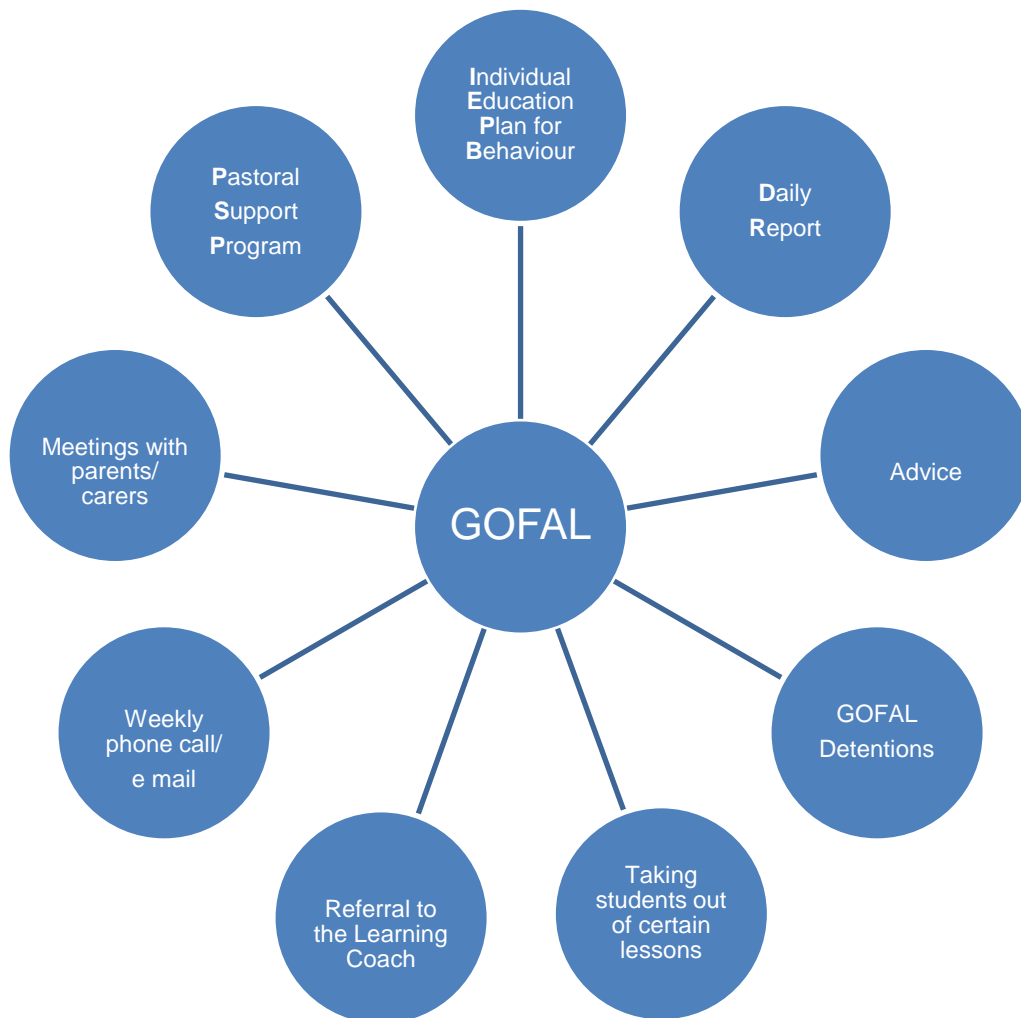 Individual
Education
Plan for
Behaviour
Daily
Report
Advice
GOFAL
Detentions
Taking
students out
of certain
lessons
Referral to
the Learning
Coach
Weekly
phone call/
e mail
Meetings with
parents/
carers
Pastoral
Support
Program
GOFAL